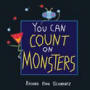 YOU CAN
COUNT
ON
MONSTERS
Richard Evan Schwartz